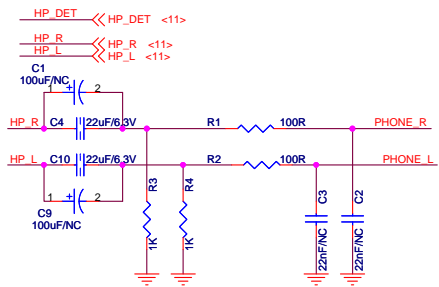 HP_DET
HP_DET <11>
HP_R
HP_R <11>
HP_L
HP_L <11>
C1
100uF/NC
1 + 2
HP_R C4 22uF/6.3V R1 100R PHONE_R
HP_L C10 22uF/6.3V R2 100R PHONE_L
1 + 2
C9
100uF/NC
R3
1K
R4
1K
C3
22nF/NC
C2
22nF/NC